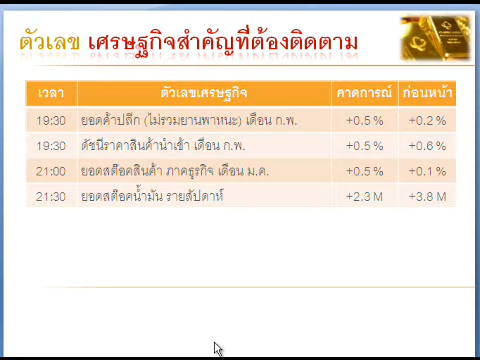 ตัวเลข เศรษฐกิจสำคัญที่ต้องติดตาม
เวลา ตัวเลขเศรษฐกิจ คาดการณ์ ก่อนหน้า
19:30 ยอดค้าปลีก (ไม่รวมยานพาหนะ) เดือน ก.พ. +0.5 % +0.2 %
19:30 ดัชนีราคาสินค้านำเข้า เดือน ก.พ. +0.5 % +0.6 %
21:00 ยอดสต๊อคสินค้า ภาคธุรกิจ เดือน ม.ค. +0.5 % +0.1 %
21:30 ยอดสต๊อคน้ำมัน รายสัปดาห์ +2.3 M +3.8 M